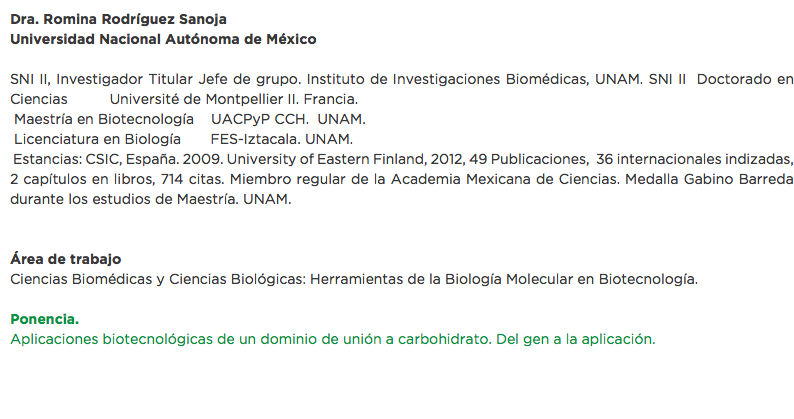 Dra. Romina Rodríguez Sanoja
Universidad Nacional Autónoma de México
SNI II, Investigador Titular Jefe de grupo. Instituto de Investigaciones Biomédicas, UNAM. SNI II Doctorado en
Ciencias Université de Montpellier II. Francia.
Maestría en Biotecnología UACPyP CCH. UNAM.
Licenciatura en Biología FES-Iztacala. UNAM.
Estancias: CSIC, España. 2009. University of Eastern Finland, 2012, 49 Publicaciones, 36 internacionales indizadas,
2 capítulos en libros, 714 citas. Miembro regular de la Academia Mexicana de Ciencias. Medalla Gabino Barreda
durante los estudios de Maestría. UNAM.
Área de trabajo
Ciencias Biomédicas y Ciencias Biológicas: Herramientas de la Biología Molecular en Biotecnología.
Ponencia.
Aplicaciones biotecnológicas de un dominio de unión a carbohidrato. Del gen a la aplicación.